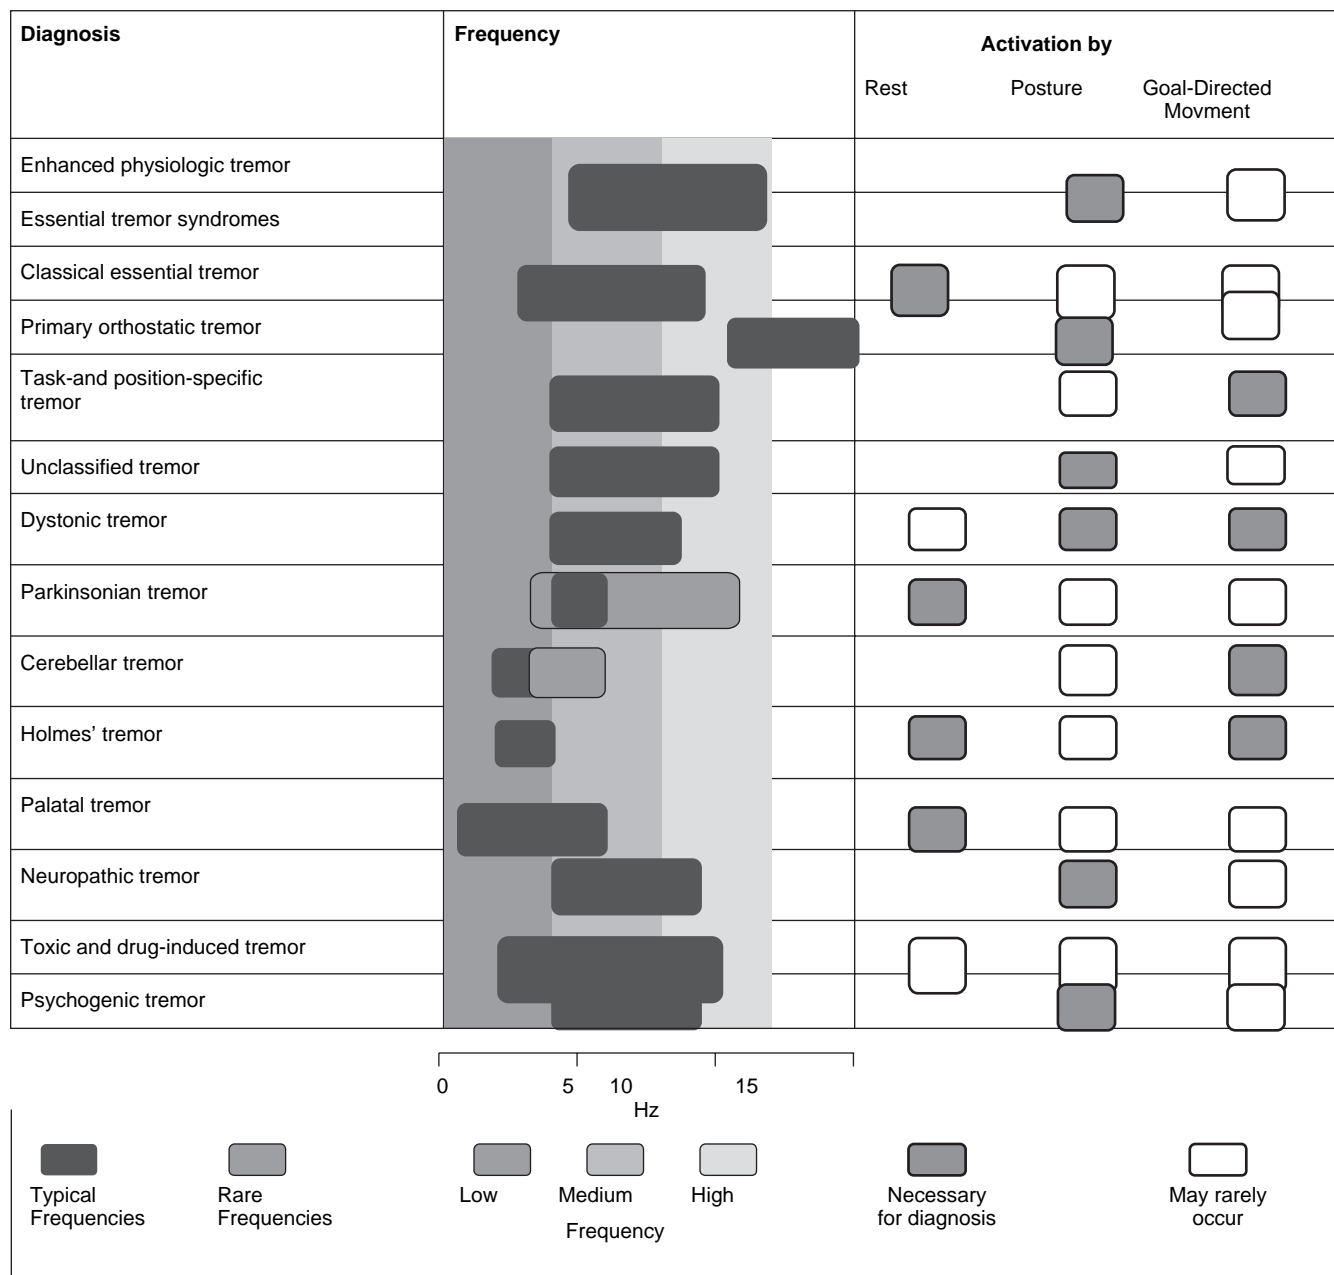 Diagnosis
Frequency
Activation by
Rest
Posture
Goal-Directed
Movment
Enhanced physiologic tremor
Essential tremor syndromes
Classical essential tremor
Primary orthostatic tremor
Task-and position-specific
tremor
Unclassified tremor
Dystonic tremor
Parkinsonian tremor
Cerebellar tremor
Holmes’ tremor
Palatal tremor
Neuropathic tremor
Toxic and drug-induced tremor
Psychogenic tremor
0 5 10 15
Hz
Typical
Frequencies
Rare
Frequencies
Low Medium High
Frequency
Necessary
for diagnosis
May rarely
occur